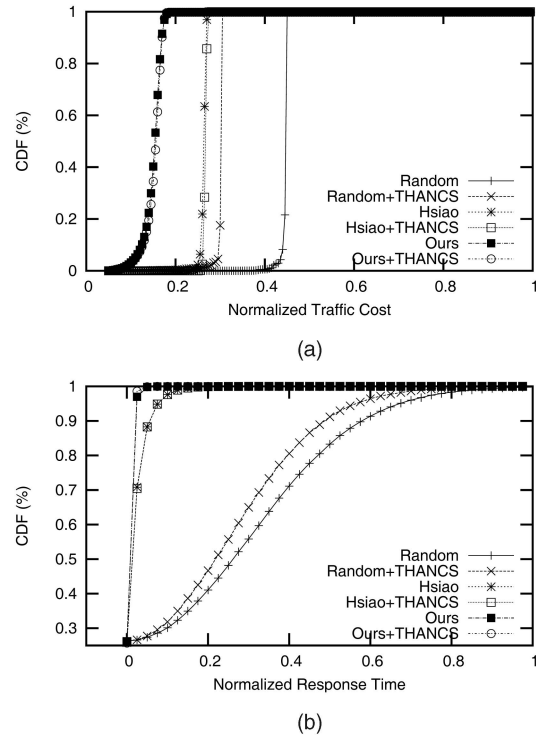 1
0.8
0.6
0.4
0.2
0
CDF (%)
Random
Random+THANCS
Hsiao
Hsiao+THANCS
Ours
Ours+THANCS
0 0.2 0.4 0.6 0.8 1
Normalized Traffic Cost
(a)
1
0.9
0.8
0.7
0.6
0.5
0.4
0.3
CDF (%)
Random
Random+THANCS
Hsiao
Hsiao+THANCS
Ours
Ours+THANCS
0 0.2 0.4 0.6 0.8 1
Normalized Response Time
(b)